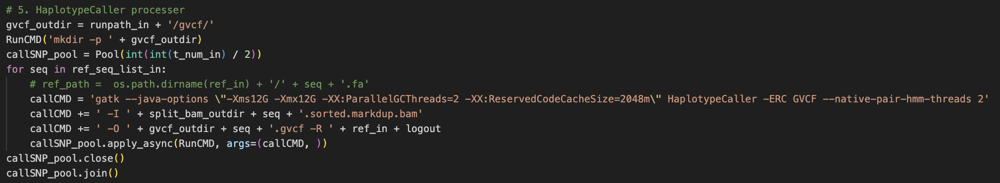 # 5. HaplotypeCaller processer
gvcf_outdir = runpath_in + '/gvcf/'
RunCMD('mkdir -p ' + gvcf_outdir)
callSNP_pool = Pool(int(int(t_num_in) / 2))
for seq in ref_seq_list_in:
    # ref_path =  os.path.dirname(ref_in) + '/' + seq + '.fa'
    callCMD = 'gatk --java-options \"-Xms12G -Xmx12G -XX:ParallelGCThreads=2 -XX:ReservedCodeCacheSize=2048m\" HaplotypeCaller -ERC GVCF --native-pair-hmm-threads 2'
    callCMD += ' -I ' + split_bam_outdir + seq + '.sorted.markdup.bam'
    callCMD += ' -O ' + gvcf_outdir + seq + '.gvcf -R ' + ref_in + logout
    callSNP_pool.apply_async(RunCMD, args=(callCMD, ))
callSNP_pool.close()
callSNP_pool.join()